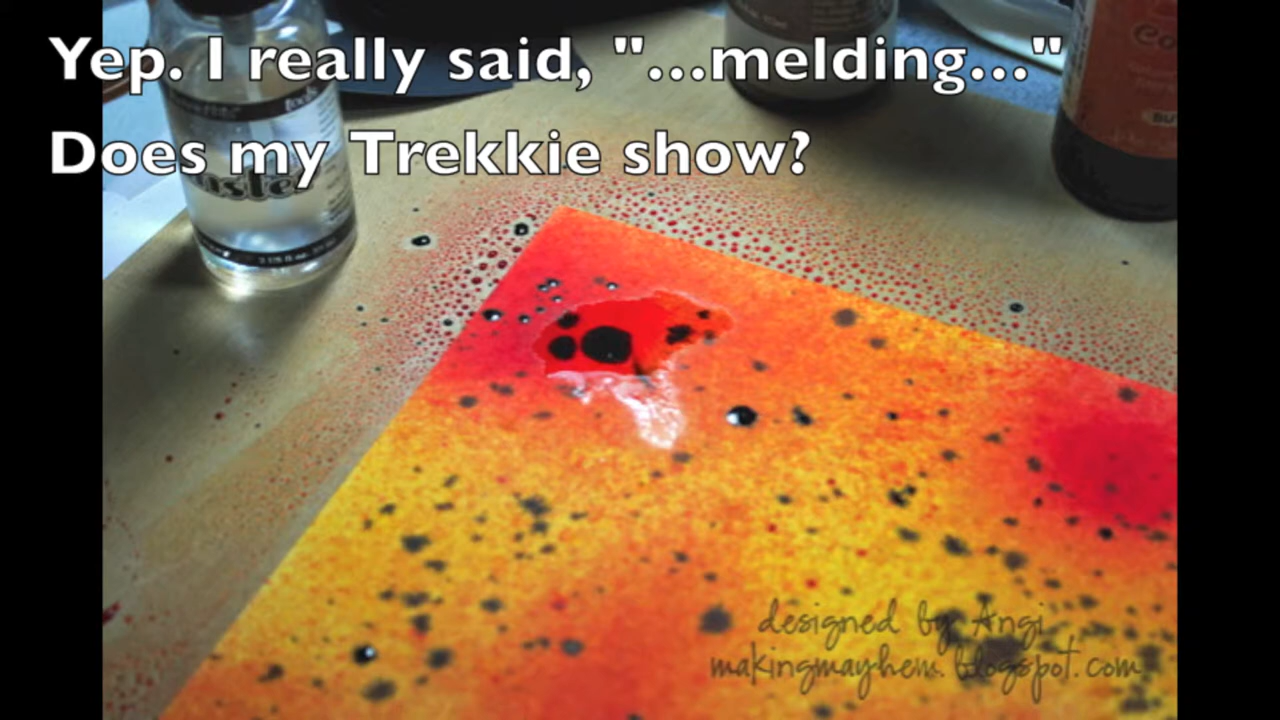 Yep. I really said, "...melding..."
Does my Trekkie show?
designed by Angi
makingmayhem.blogspot.com